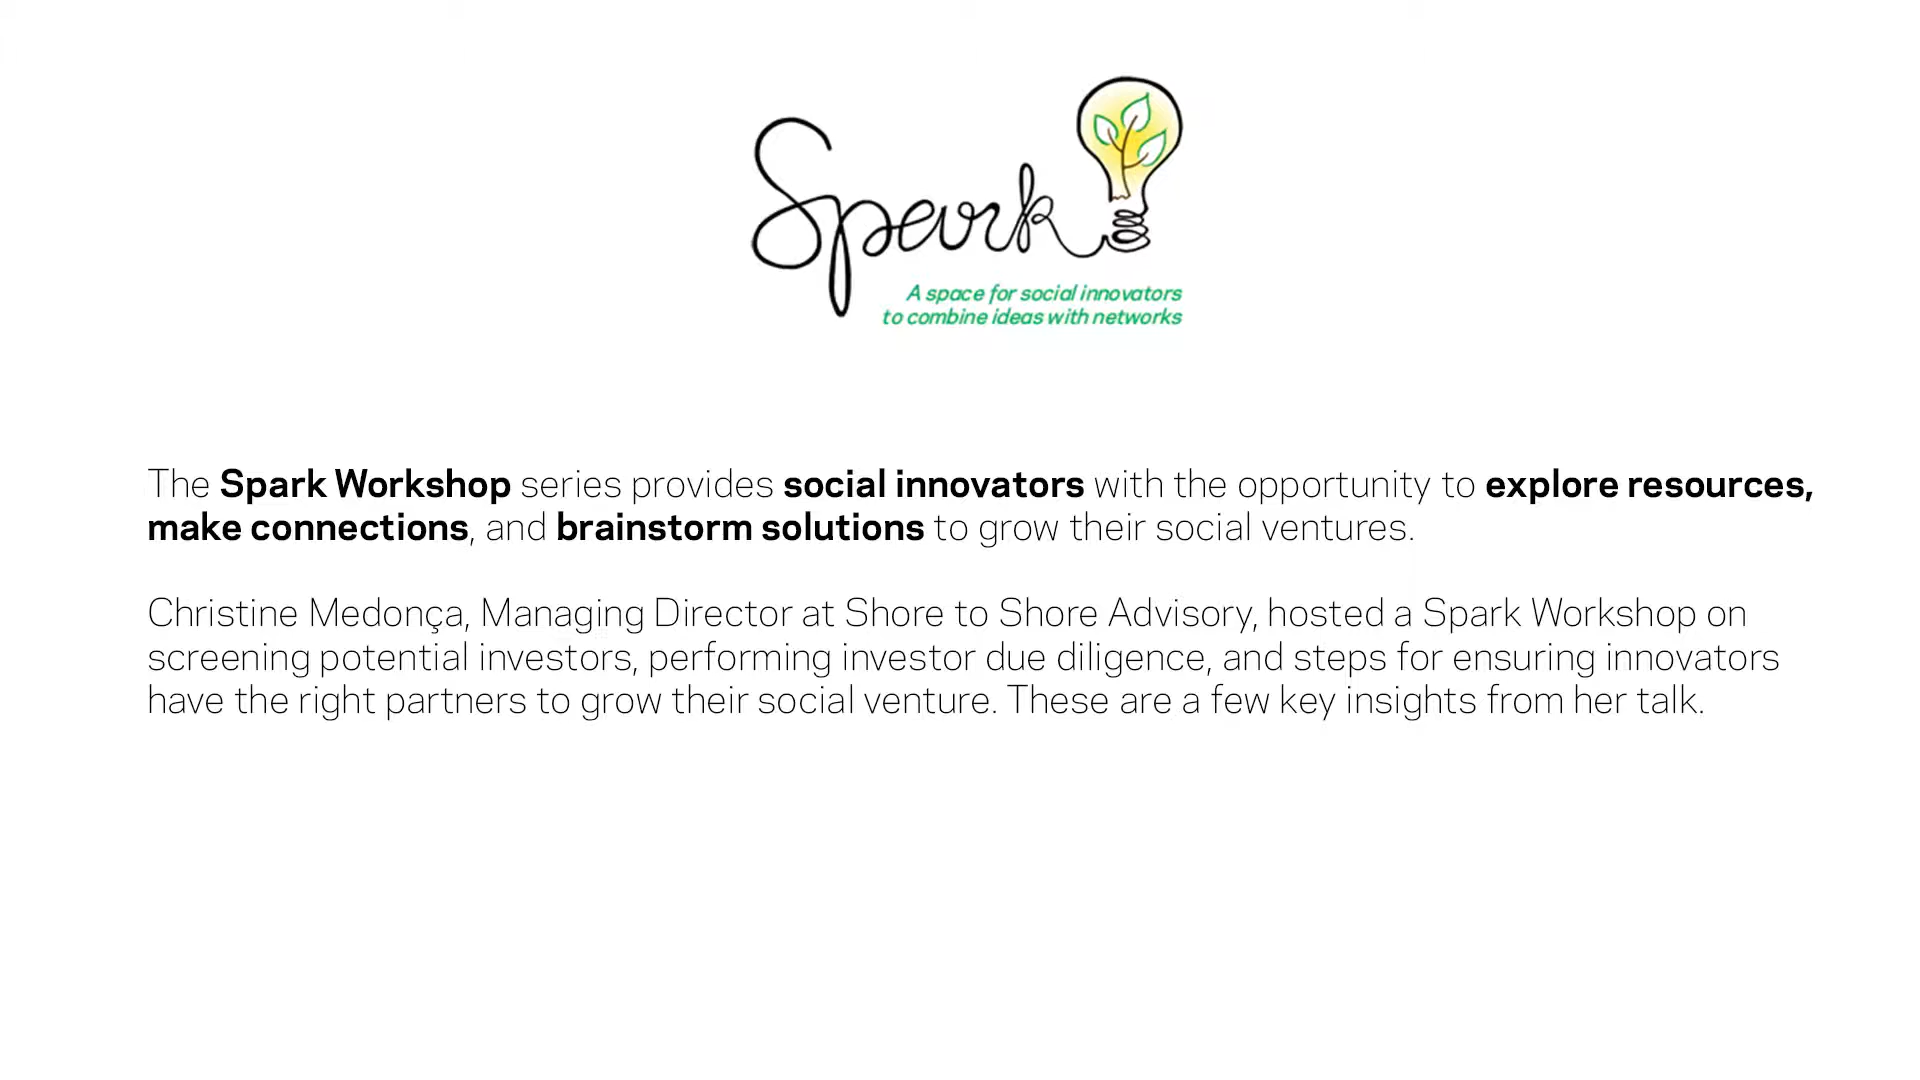 Spark
A space for social innovators
to combine ideas with networks
The Spark Workshop series provides social innovators with the opportunity to explore resources,
make connections, and brainstorm solutions to grow their social ventures.
Christine Medonça, Managing Director at Shore to Shore Advisory, hosted a Spark Workshop on
screening potential investors, performing investor due diligence, and steps for ensuring innovators
have the right partners to grow their social venture. These are a few key insights from her talk.